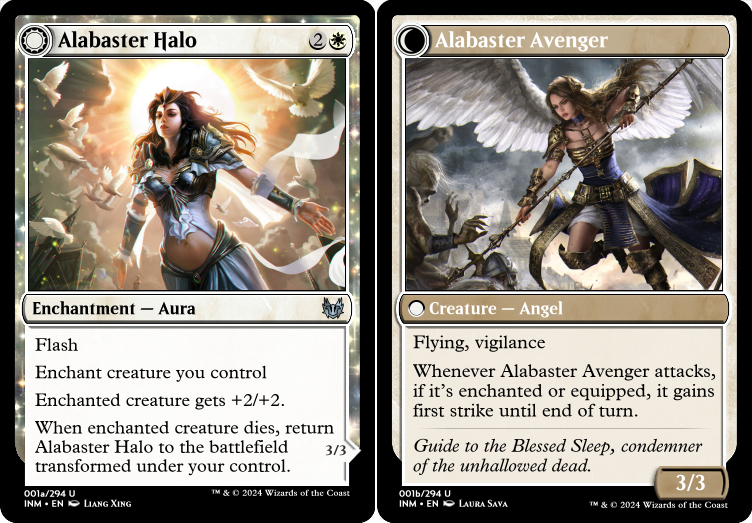 Alabaster Halo
2
Enchantment — Aura
Flash
Enchant creature you control
Enchanted creature gets +2/+2.
When enchanted creature dies, return
Alabaster Halo to the battlefield
transformed under your control.
3/3
001a/294 U
INM • EN Liang Xing
™ & © 2024 Wizards of the Coast
Alabaster Avenger
Creature — Angel
Flying, vigilance
Whenever Alabaster Avenger attacks,
if it's enchanted or equipped, it gains
first strike until end of turn.
Guide to the Blessed Sleep, condemner
of the unhallowed dead.
3/3
001b/294 U
INM • EN Laura Sava
™ & © 2024 Wizards of the Coast